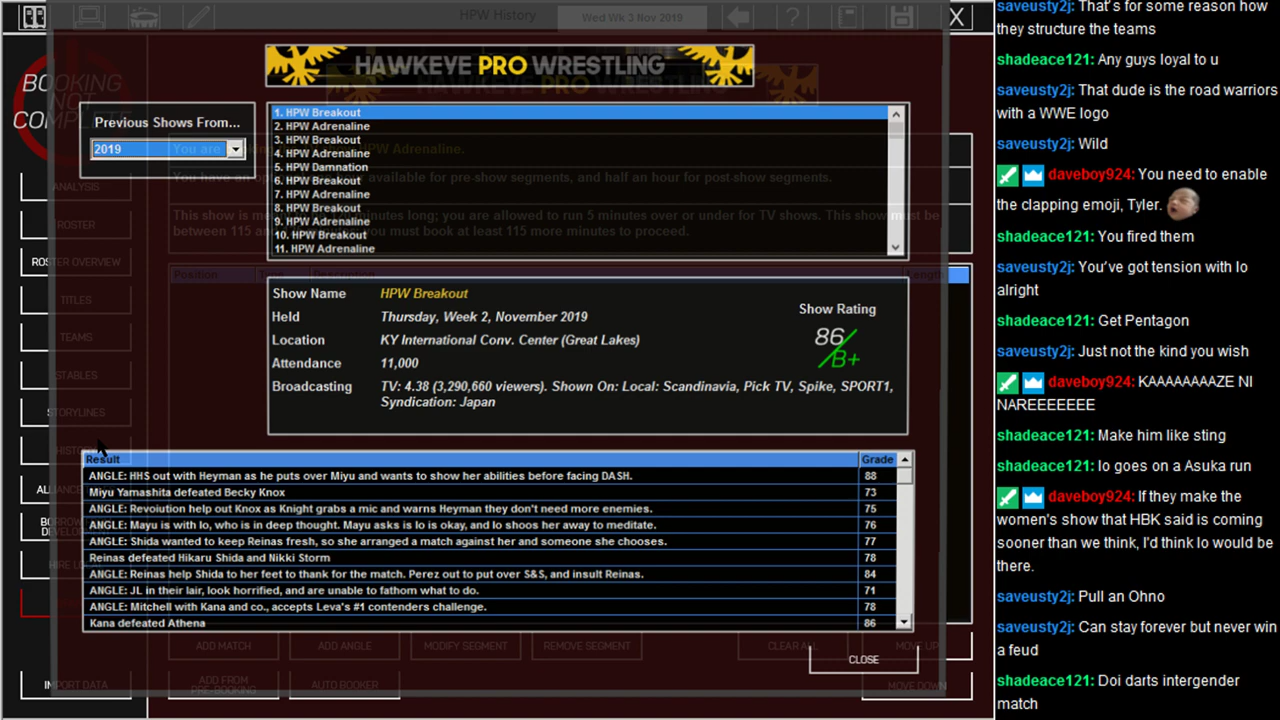 HPW History
Wed Wk 3 Nov 2019
BOOKING
NOT
COMPLETE
HAWKEYE PRO WRESTLING
Previous Shows From...
2019
1. HPW Breakout
2. HPW Adrenaline
3. HPW Breakout
4. HPW Adrenaline
5. HPW Damnation
6. HPW Breakout
7. HPW Adrenaline
8. HPW Breakout
9. HPW Adrenaline
10. HPW Breakout
11. HPW Adrenaline
ANALYSIS
ROSTER
ROSTER OVERVIEW
TITLES
TEAMS
STABLES
STORYLINES
HISTORY
IMPORT DATA
Show Name HPW Breakout
Held Thursday, Week 2, November 2019
Location KY International Conv. Center (Great Lakes)
Attendance 11,000
Broadcasting TV: 4.38 (3,290,660 viewers). Shown On: Local: Scandinavia, Pick TV, Spike, SPORT1,
Syndication: Japan
Show Rating
86
B+
Result Grade
ANGLE: HHS out with Heyman as he puts over Miyu and wants to show her abilities before facing DASH. 88
Miyu Yamashita defeated Becky Knox 73
ANGLE: Revolution help out Knox as Knight grabs a mic and warns Heyman they don't need more enemies. 75
ANGLE: Mayu is with Io, who is in deep thought. Mayu asks is Io is okay, and Io shoos her away to meditate. 76
ANGLE: Shida wanted to keep Reinas fresh, so she arranged a match against her and someone she chooses. 77
Reinas defeated Hikaru Shida and Nikki Storm 78
ANGLE: Reinas help Shida to her feet to thank for the match. Perez out to put over S&S, and insult Reinas. 84
ANGLE: JL in their lair, look horrified, and are unable to fathom what to do. 71
ANGLE: Mitchell with Kana and co., accepts Leva's #1 contenders challenge. 78
Kana defeated Athena 86
ADD MATCH
ADD ANGLE
MODIFY SEGMENT
REMOVE SEGMENT
CLEAR ALL
MOVE UP
CLOSE
ADD FROM
PRE-BOOKING
AUTO BOOKER
MOVE DOWN
saveusty2j: That's for some reason how
they structure the teams
shadeace121: Any guys loyal to u
saveusty2j: That dude is the road warriors
with a WWE logo
saveusty2j: Wild
daveboy924: You need to enable
the clapping emoji, Tyler.
shadeace121: You fired them
saveusty2j: You've got tension with Io
alright
shadeace121: Get Pentagon
saveusty2j: Just not the kind you wish
daveboy924: KAAAAAAAAZE NI
NAREEEEEEE
shadeace121: Make him like sting
shadeace121: Io goes on a Asuka run
daveboy924: If they make the
women's show that HBK said is coming
sooner than we think, I'd think Io would be
there.
saveusty2j: Pull an Ohno
saveusty2j: Can stay forever but never win
a feud
shadeace121: Doi darts intergender
match